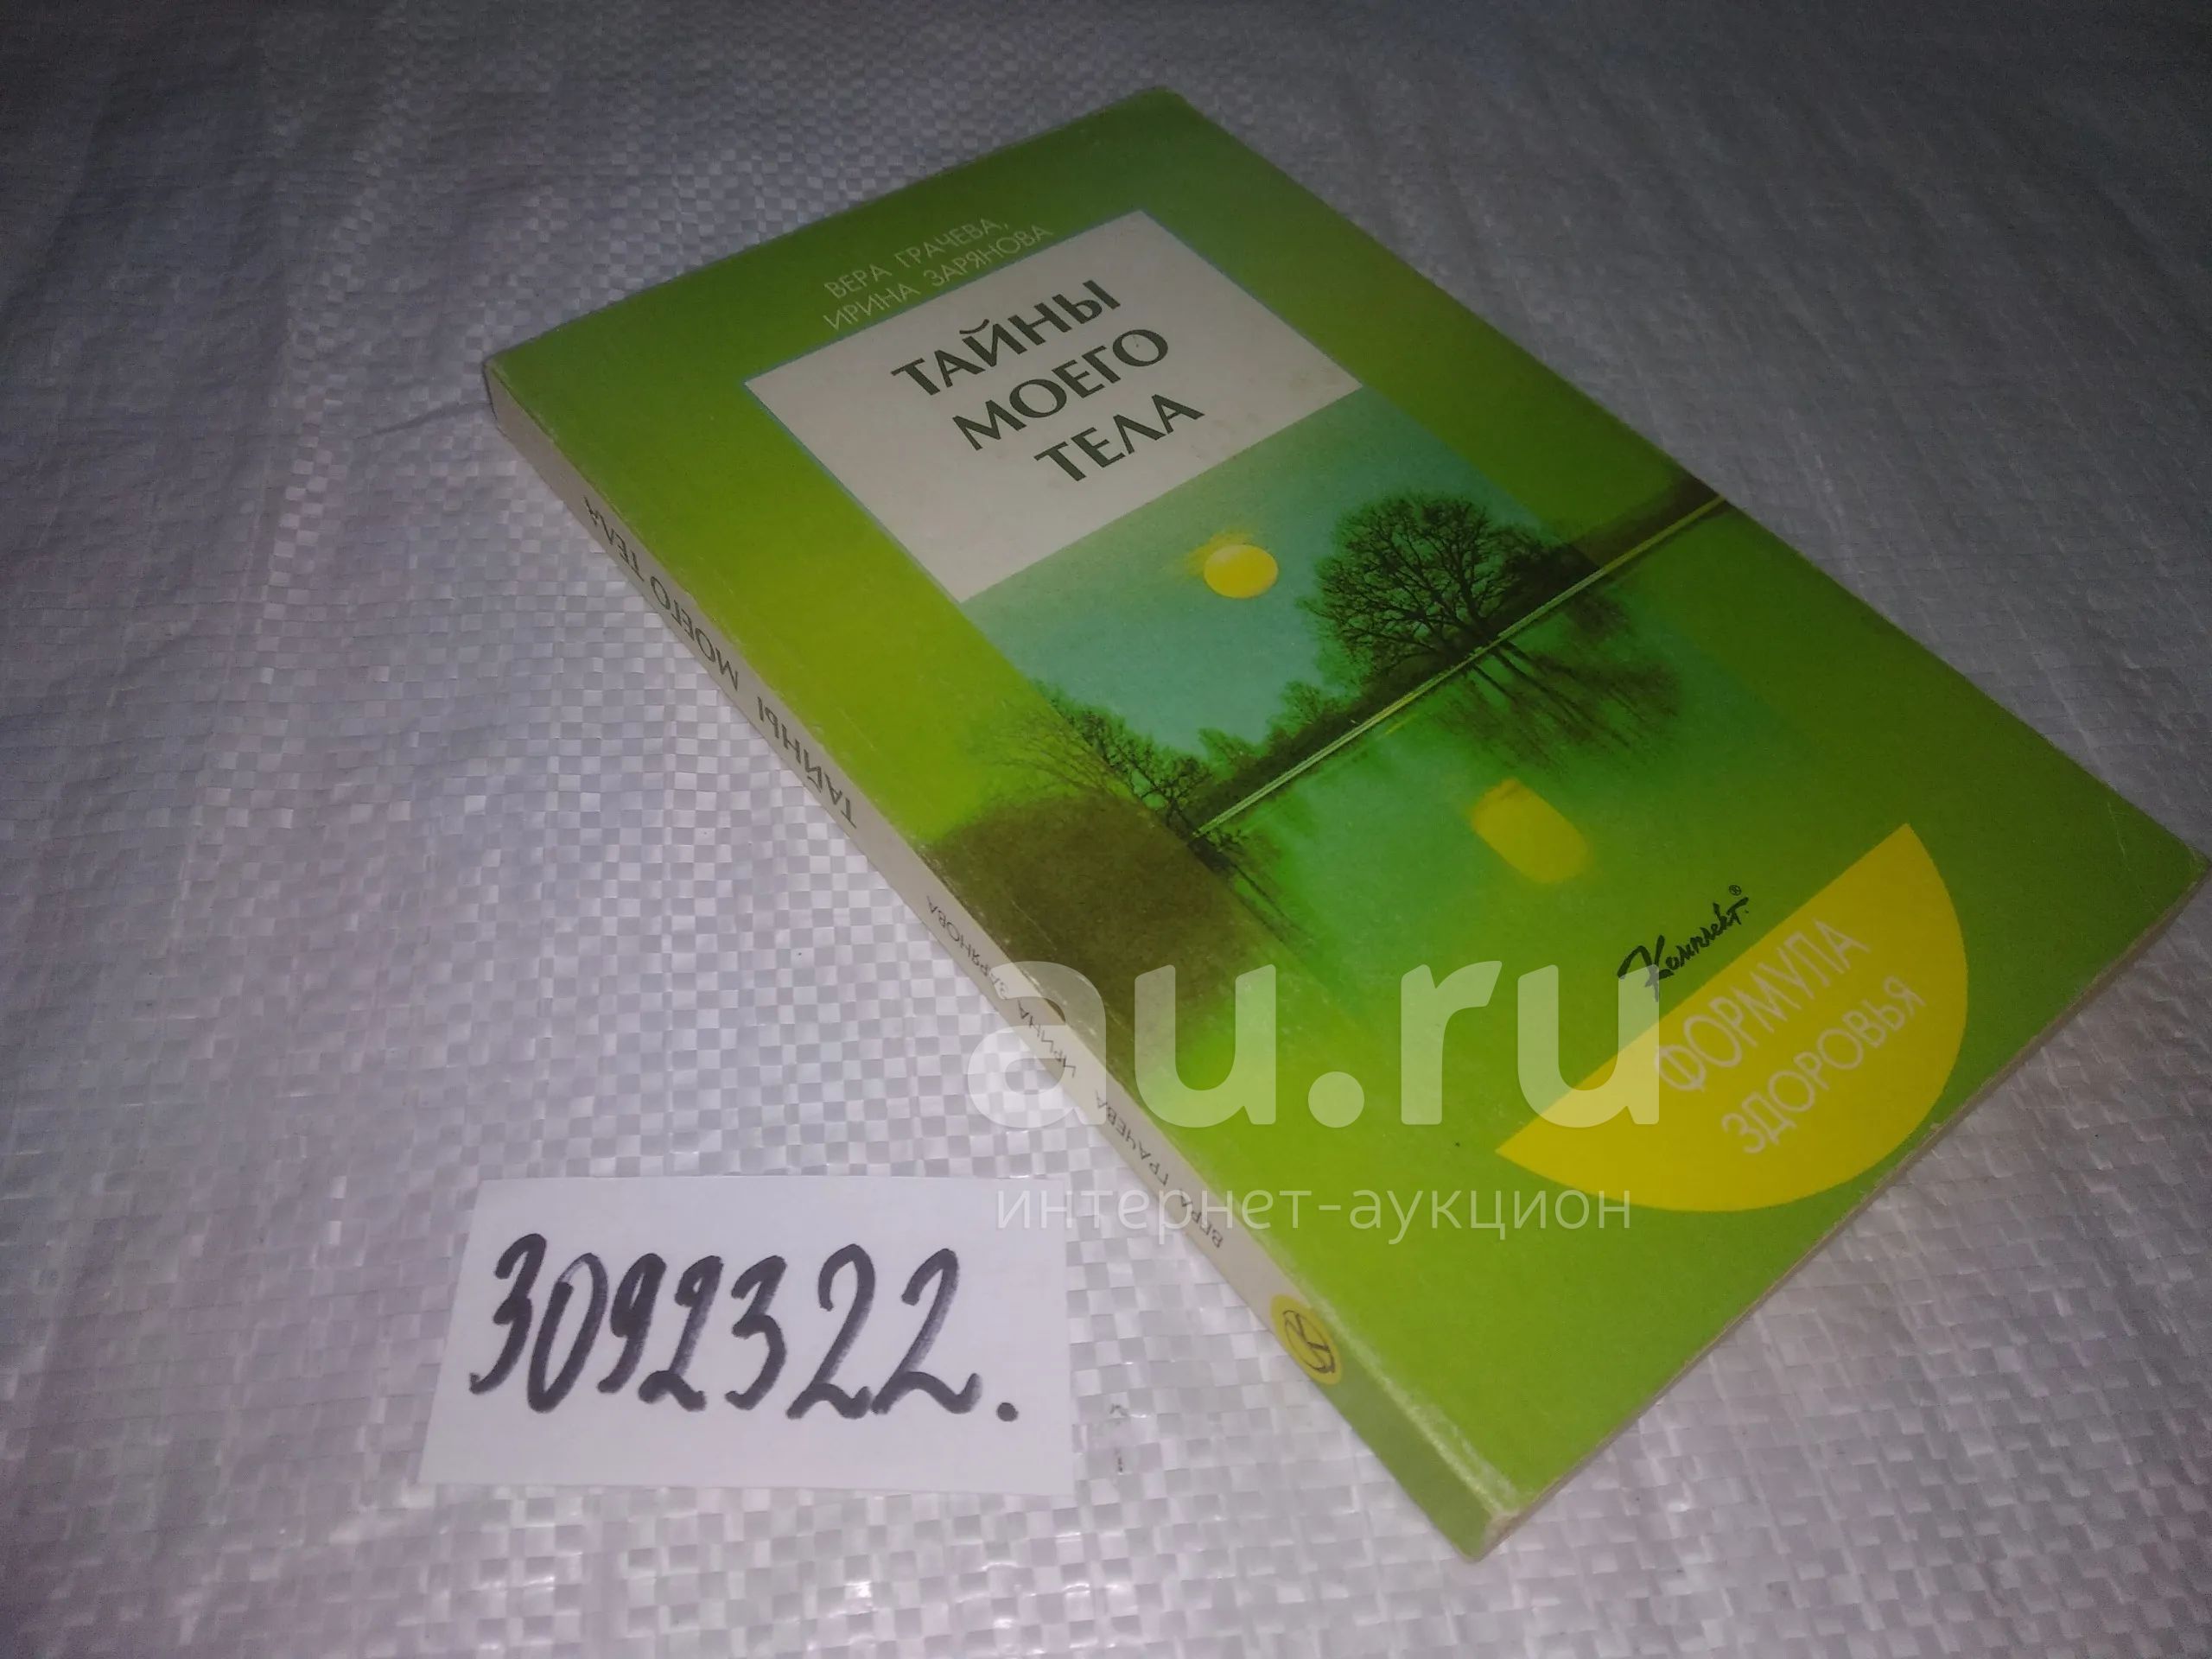 ВЕРА ГРАЧЕВА,
ИРИНА ЗАРЯНОВА
ТАЙНЫ
МОЕГО
ТЕЛА
Комплект.®
ФОРМУЛА
ЗДОРОВЬЯ
ВЕРА ГРАЧЕВА ИРИНА ЗАРЯНОВА ТАЙНЫ МОЕГО ТЕЛА
au.ru
интернет-аукцион
3092322.